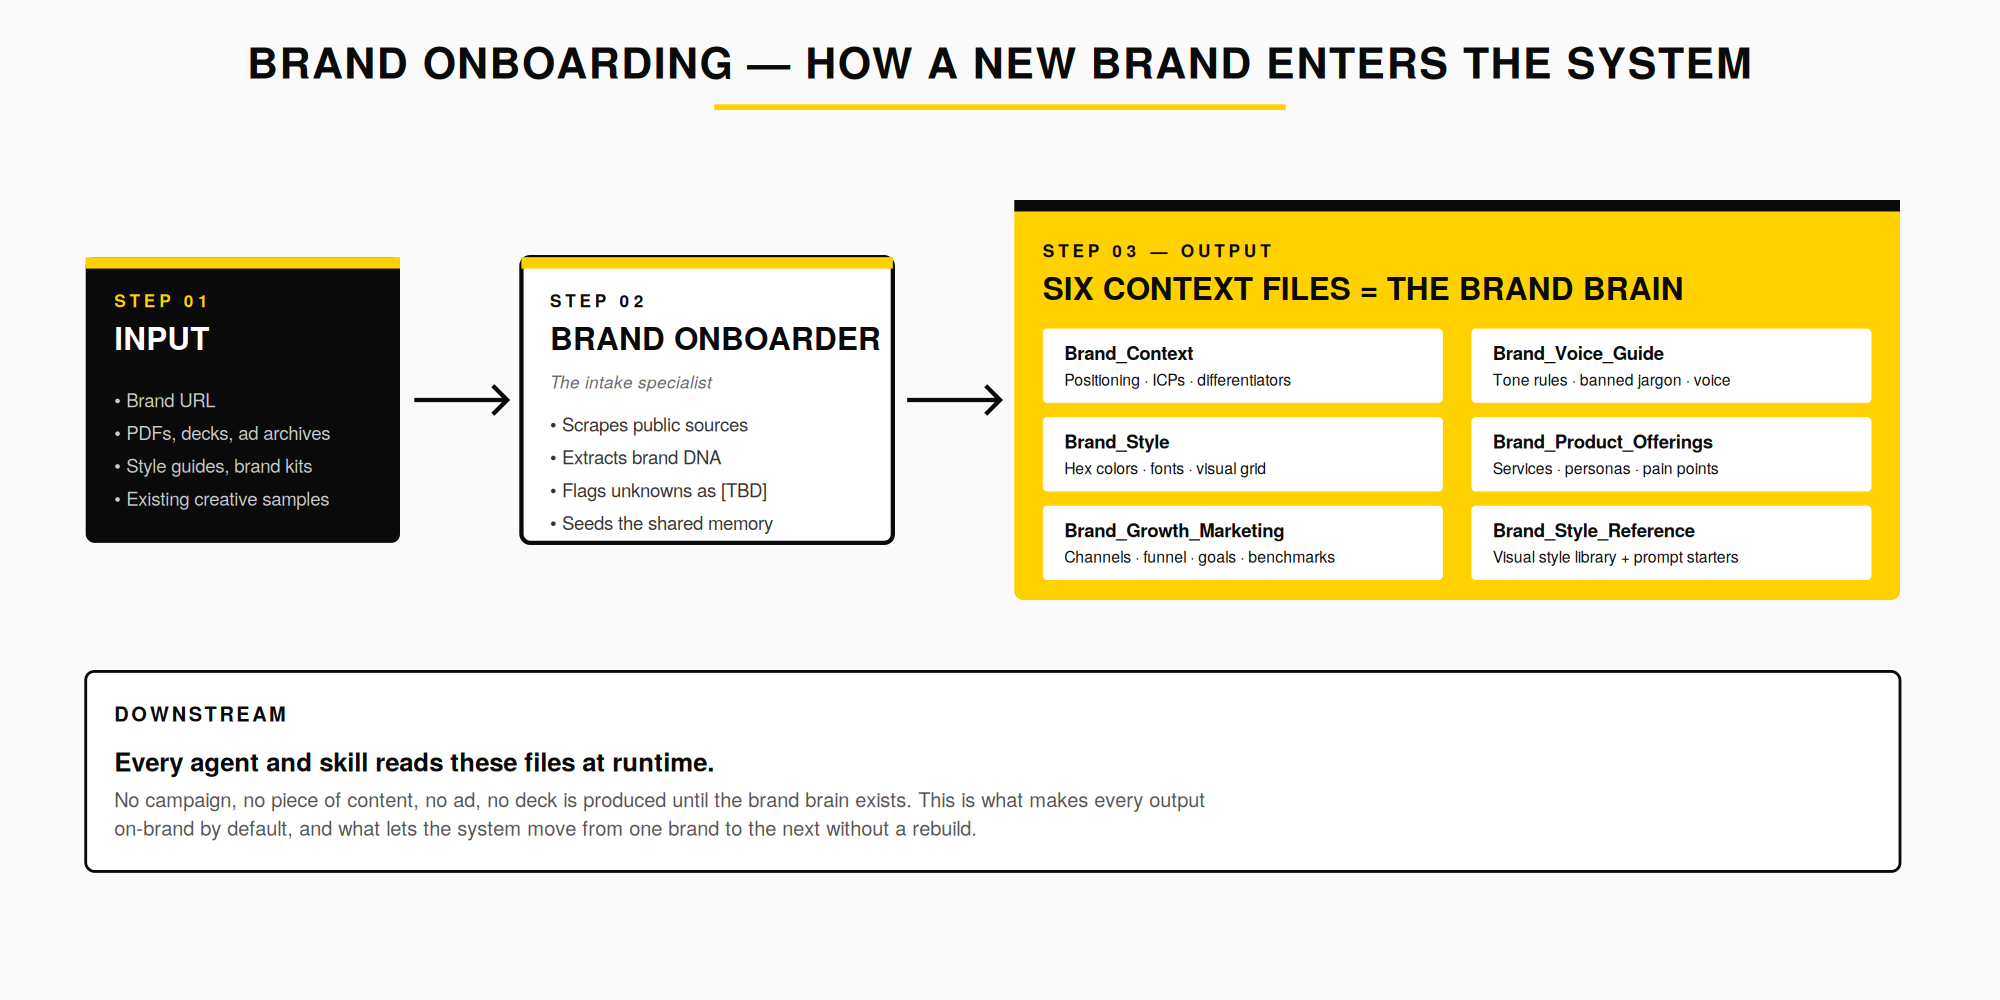 BRAND ONBOARDING — HOW A NEW BRAND ENTERS THE SYSTEM
STEP 01
INPUT
• Brand URL
• PDFs, decks, ad archives
• Style guides, brand kits
• Existing creative samples
STEP 02
BRAND ONBOARDER
The intake specialist
• Scrapes public sources
• Extracts brand DNA
• Flags unknowns as [TBD]
• Seeds the shared memory
STEP 03 — OUTPUT
SIX CONTEXT FILES = THE BRAND BRAIN
Brand_Context
Positioning · ICPs · differentiators
Brand_Voice_Guide
Tone rules · banned jargon · voice
Brand_Style
Hex colors · fonts · visual grid
Brand_Product_Offerings
Services · personas · pain points
Brand_Growth_Marketing
Channels · funnel · goals · benchmarks
Brand_Style_Reference
Visual style library + prompt starters
DOWNSTREAM
Every agent and skill reads these files at runtime.
No campaign, no piece of content, no ad, no deck is produced until the brand brain exists. This is what makes every output
on-brand by default, and what lets the system move from one brand to the next without a rebuild.